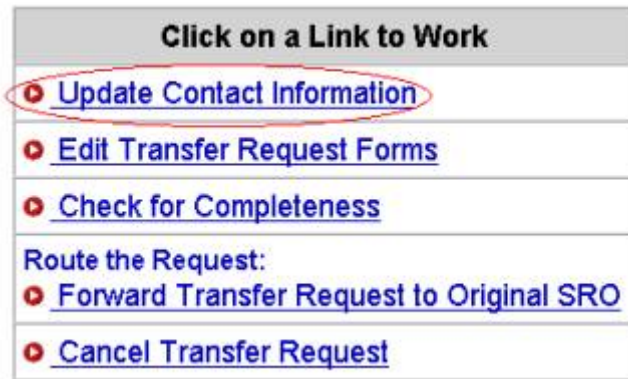 Click on a Link to Work
Update Contact Information
Edit Transfer Request Forms
Check for Completeness
Route the Request:
Forward Transfer Request to Original SRO
Cancel Transfer Request